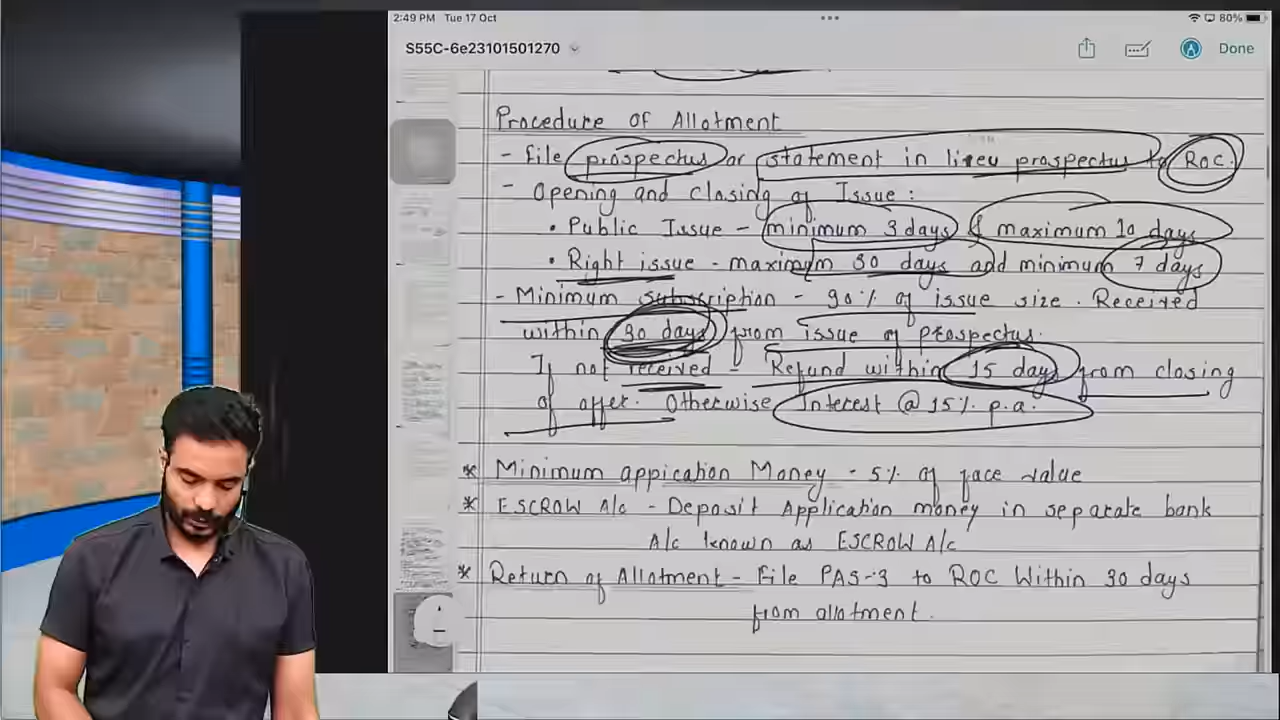 2:49 PM Tue 17 Oct
80%
S55C-6e23101501270
Done
Procedure of Allotment
- File prospectus or statement in lieu prospectus to ROC.
- Opening and closing of Issue :
• Public Issue - minimum 3 days & maximum 10 days
• Right issue - maximum 30 days and minimum 7 days
- Minimum subscription - 90% of issue size. Received
within 30 days from issue of prospectus.
If not received - Refund within 15 days from closing
of offer. Otherwise Interest @ 15% p.a.
* Minimum appication Money - 5% of face value
* ESCROW A/c - Deposit Application money in separate bank
A/c known as ESCROW A/c
* Return of Allotment - File PAS-3 to ROC Within 30 days
from allotment.